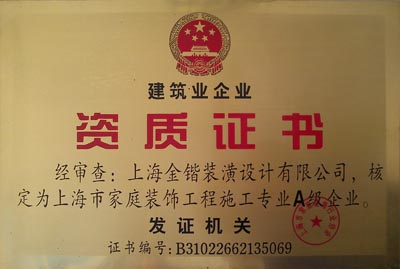 建筑业企业
资质证书
经审查：上海金锴装潢设计有限公司，核
定为上海市家庭装饰工程施工专业A级企业。
发证机关
证书编号:B31022662135069